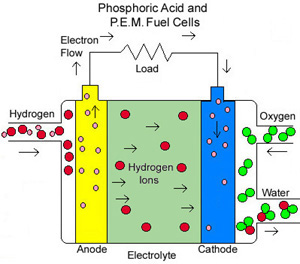 Phosphoric Acid and
P.E.M. Fuel Cells
Electron
Flow
Load
Hydrogen
Oxygen
Hydrogen
Ions
Water
Anode
Electrolyte
Cathode